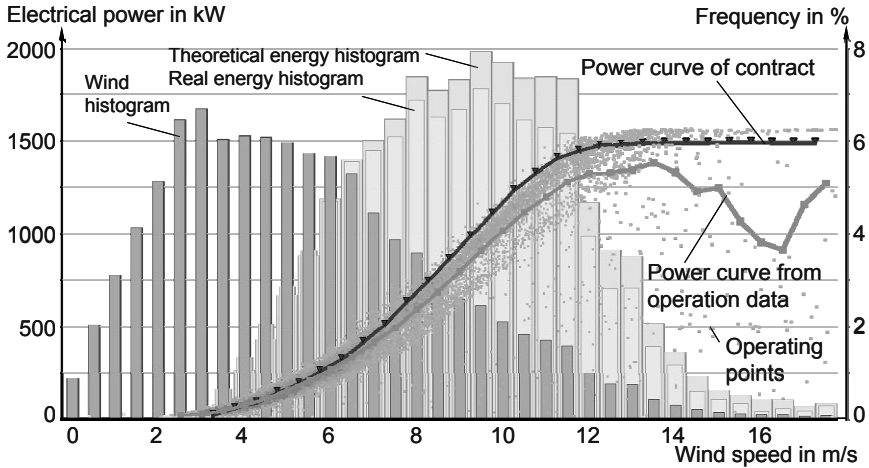 Electrical power in kW
Frequency in %
2000
1500
1000
500
0
8
6
4
2
0
Theoretical energy histogram
Real energy histogram
Wind
histogram
Power curve of contract
Power curve from
operation data
Operating
points
0 2 4 6 8 10 12 14 16
Wind speed in m/s